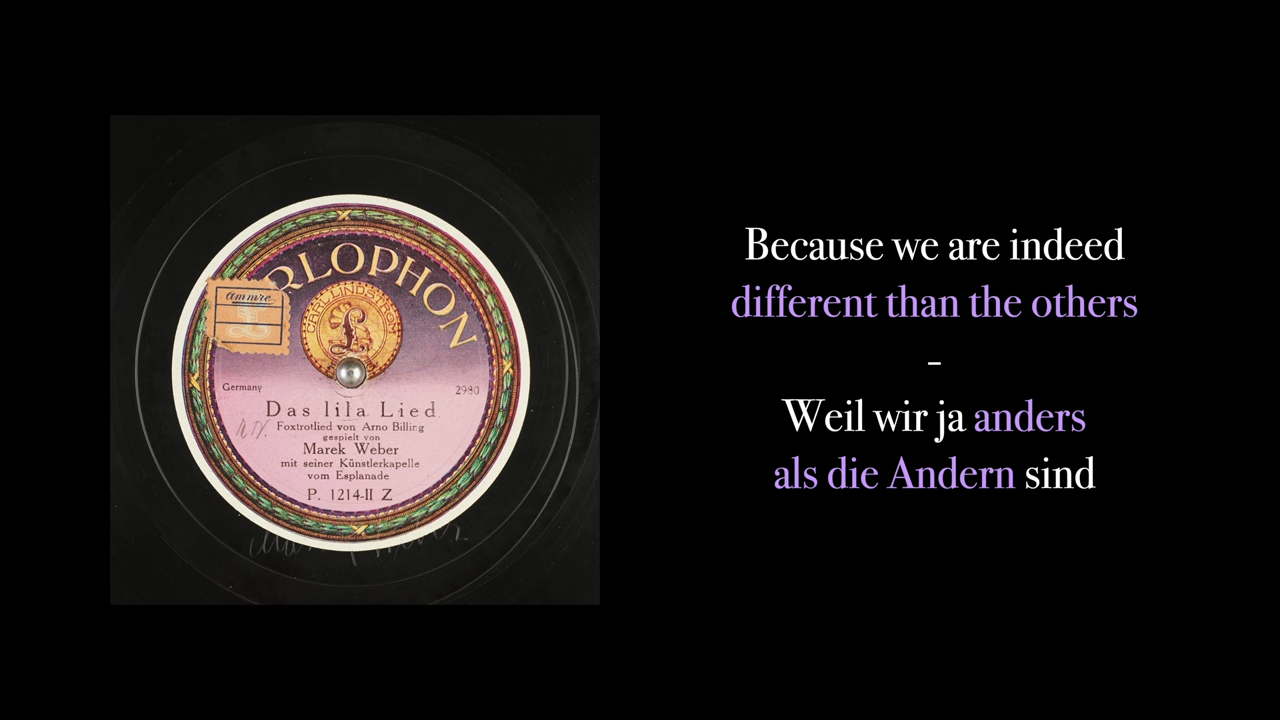 RLOPHON
CARL LINDSTROM
L
ammre
L
Germany
2980
Das lila Lied
Foxtrotlied von Arno Billing
gespielt von
Marek Weber
mit seiner Künstlerkapelle
vom Esplanade
P. 1214-II Z
Because we are indeed
different than the others
–
Weil wir ja anders
als die Andern sind